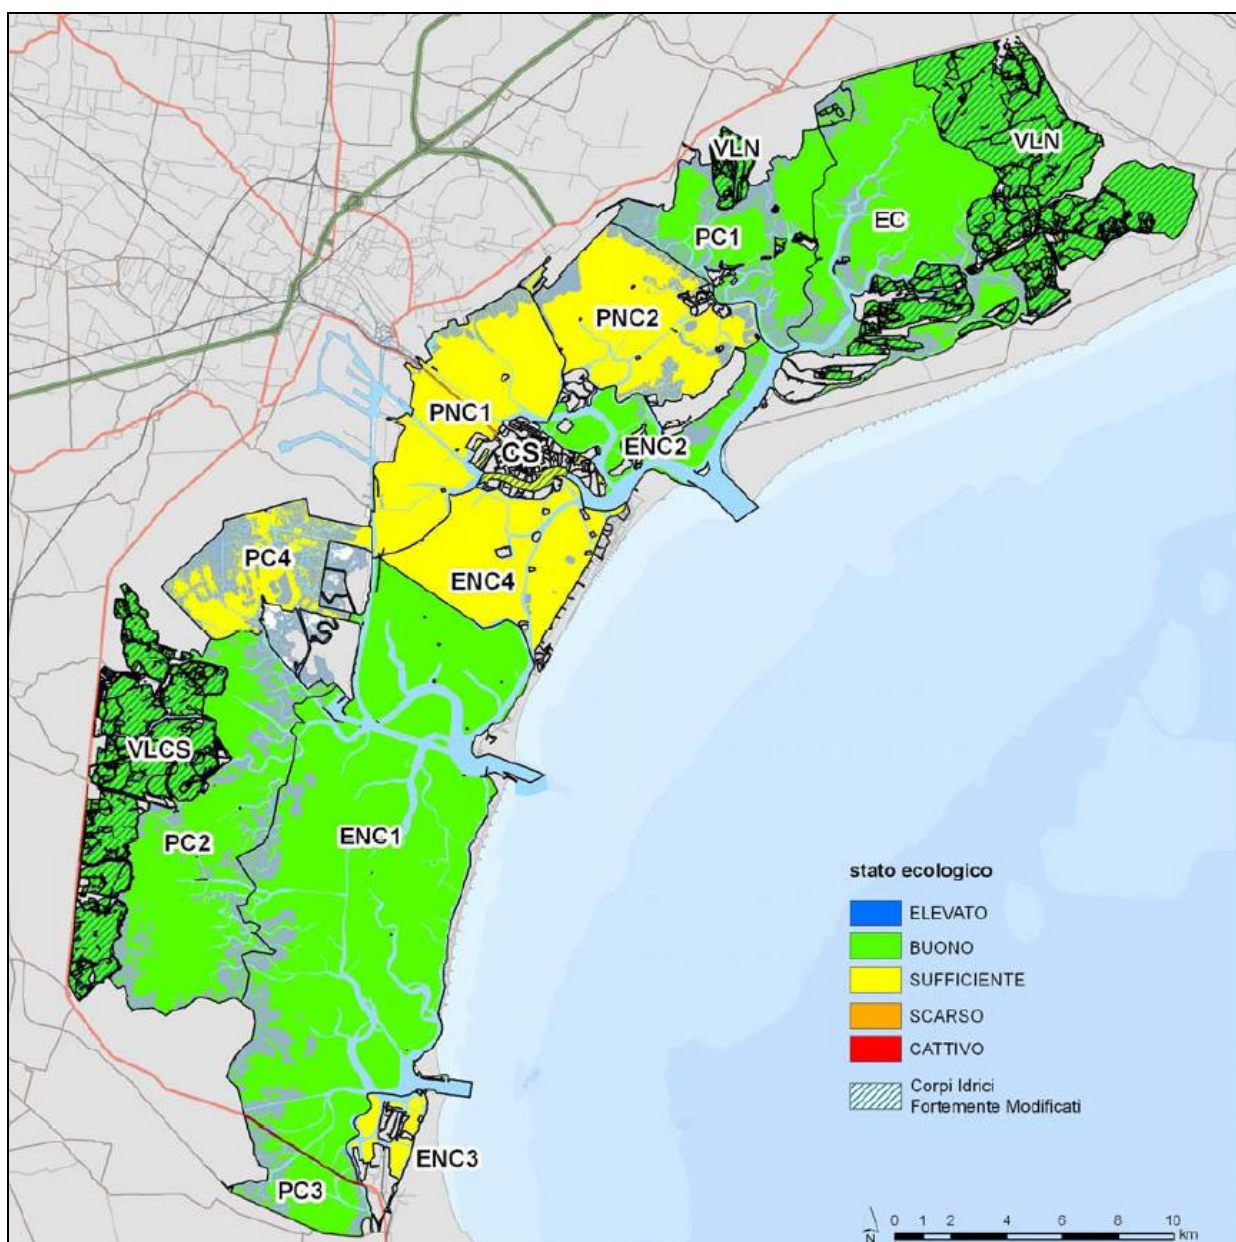 VLN
VLN
PC1
EC
PNC2
PNC1
CS
ENC2
PC4
ENC4
VLCS
PC2
ENC1
ENC3
PC3
stato ecologico
ELEVATO
BUONO
SUFFICIENTE
SCARSO
CATTIVO
Corpi Idrici
Fortemente Modificati
N
0 1 2 4 6 8 10
km